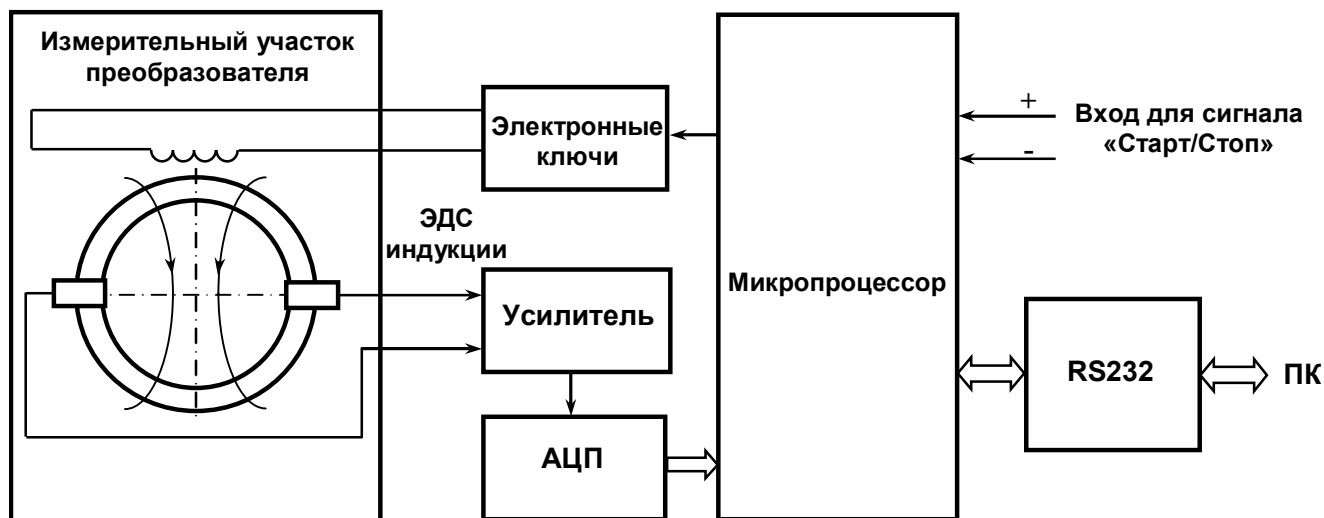 Измерительный участок
преобразователя
Электронные
ключи
ЭДС
индукции
Усилитель
АЦП
Микропроцессор
+
Вход для сигнала
«Старт/Стоп»
-
RS232
ПК